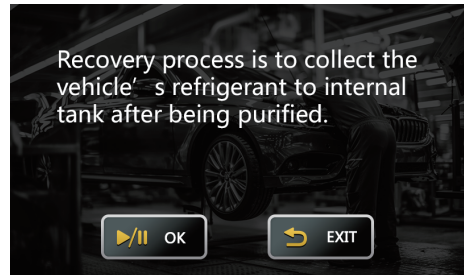 Recovery process is to collect the
vehicle’ s refrigerant to internal
tank after being purified.
OK
EXIT